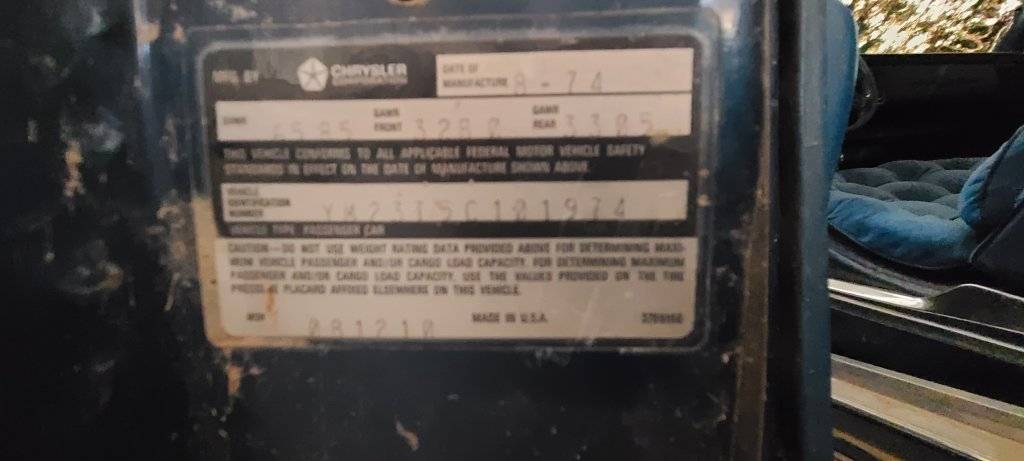 MFG. BY CHRYSLER CORPORATION DATE OF MANUFACTURE 8-74
GVWR 6585 GAWR FRONT 3280 GAWR REAR 3305
THIS VEHICLE CONFORMS TO ALL APPLICABLE FEDERAL MOTOR VEHICLE SAFETY
STANDARDS IN EFFECT ON THE DATE OF MANUFACTURE SHOWN ABOVE.
VEHICLE IDENTIFICATION NUMBER 23T5C101974
VEHICLE TYPE: PASSENGER CAR
CAUTION—DO NOT USE WEIGHT RATING DATA PROVIDED ABOVE FOR DETERMINING MAXI-
MUM VEHICLE PASSENGER AND/OR CARGO LOAD CAPACITY. FOR DETERMINING MAXIMUM
PASSENGER AND/OR CARGO LOAD CAPACITY, USE THE VALUES PROVIDED ON THE TIRE
PRESSURE PLACARD AFFIXED ELSEWHERE ON THIS VEHICLE.
081210 MADE IN U.S.A.